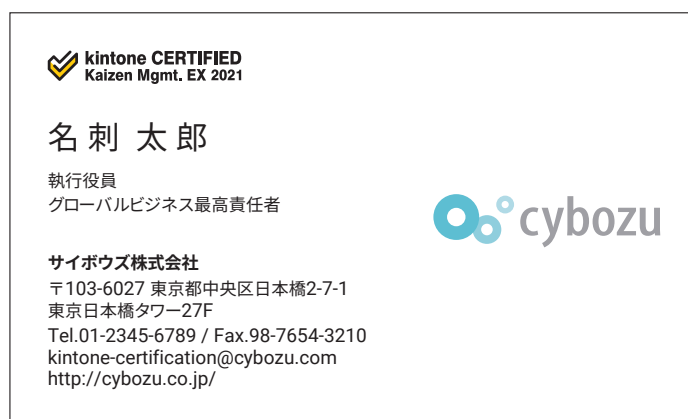 kintone CERTIFIED
Kaizen Mgmt. EX 2021
名刺 太郎
執行役員
グローバルビジネス最高責任者
cybozu
サイボウズ株式会社
〒103-6027 東京都中央区日本橋2-7-1
東京日本橋タワー27F
Tel.01-2345-6789 / Fax.98-7654-3210
kintone-certification@cybozu.com
http://cybozu.co.jp/